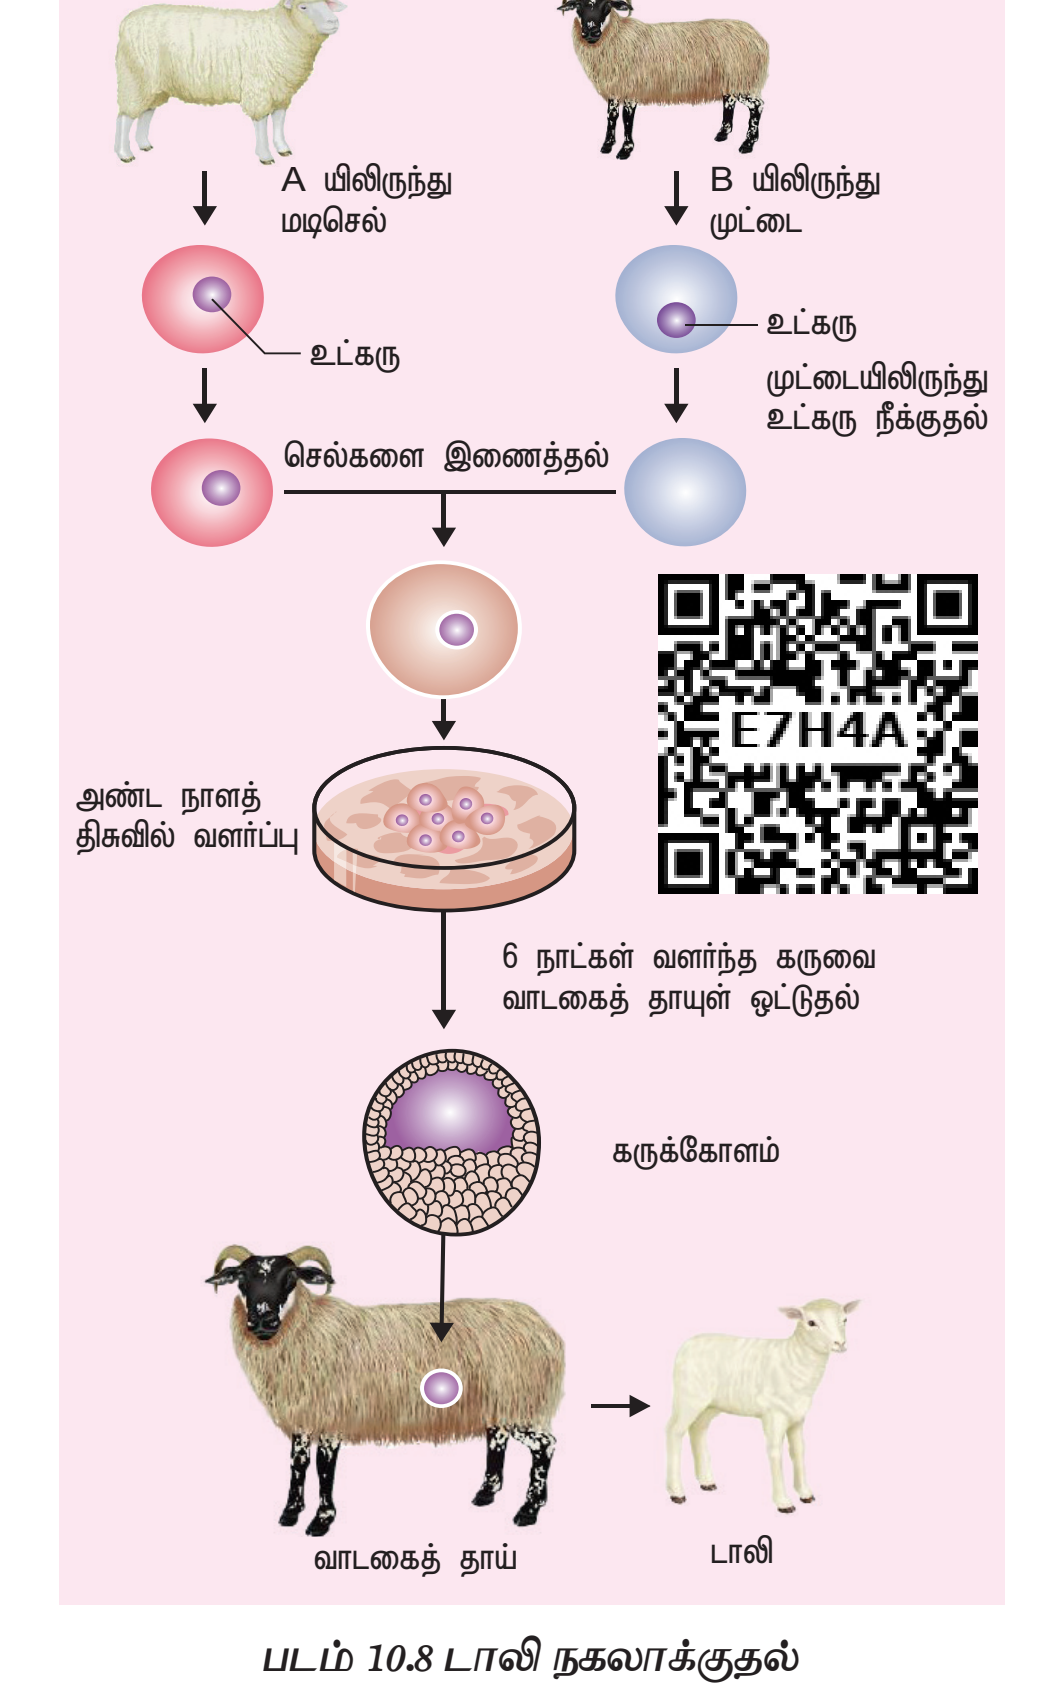 A யிலிருந்து
மடிசெல்
B யிலிருந்து
முட்டை
உட்கரு
உட்கரு
முட்டையிலிருந்து
உட்கரு நீக்குதல்
செல்களை இணைத்தல்
E7H4A
அண்ட நாளத்
திசுவில் வளர்ப்பு
6 நாட்கள் வளர்ந்த கருவை
வாடகைத் தாயுள் ஒட்டுதல்
கருக்கோளம்
வாடகைத் தாய்
டாலி
படம் 10.8 டாலி நகலாக்குதல்